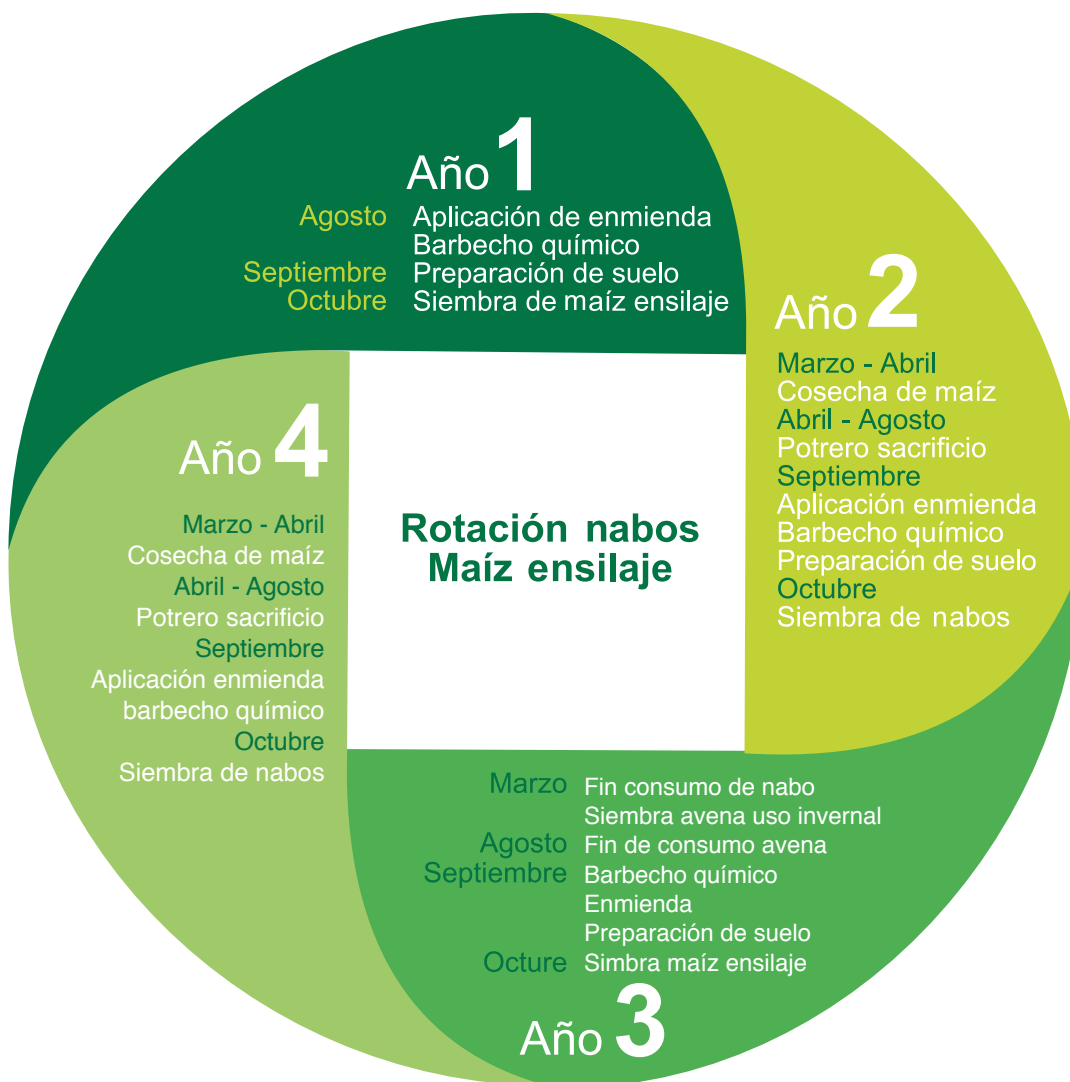 Año 1
Agosto Aplicación de enmienda
Barbecho químico
Septiembre Preparación de suelo
Octubre Siembra de maíz ensilaje
Año 2
Marzo - Abril
Cosecha de maíz
Abril - Agosto
Potrero sacrificio
Septiembre
Aplicación enmienda
Barbecho químico
Preparación de suelo
Octubre
Siembra de nabos
Rotación nabos
Maíz ensilaje
Marzo Fin consumo de nabo
Siembra avena uso invernal
Agosto Fin de consumo avena
Septiembre Barbecho químico
Enmienda
Preparación de suelo
Octure Simbra maíz ensilaje
Año 3
Año 4
Marzo - Abril
Cosecha de maíz
Abril - Agosto
Potrero sacrificio
Septiembre
Aplicación enmienda
barbecho químico
Octubre
Siembra de nabos